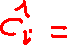 c_i^1 =